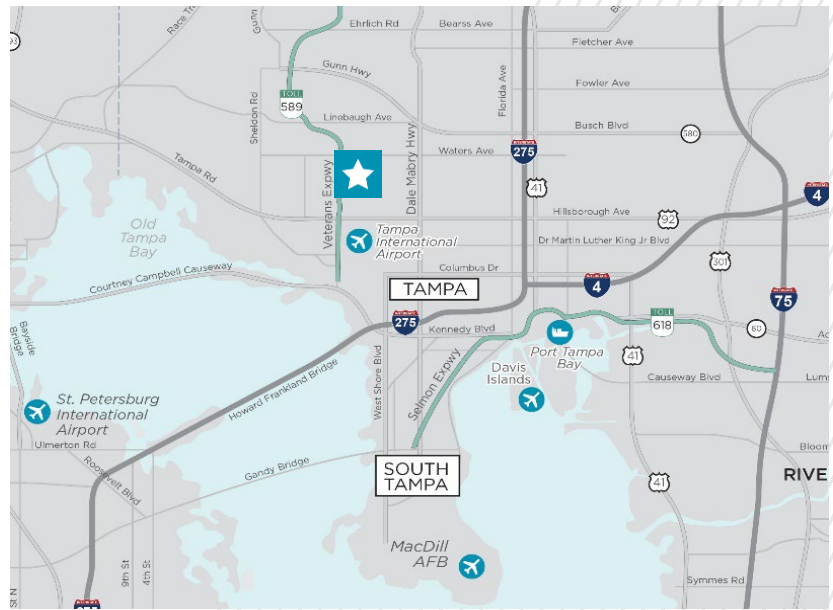 Ehrlich Rd
Bearss Ave
Race
Gunn
Fletcher Ave
Gunn Hwy
Fowler Ave
TOLL
589
Sheldon Rd
Linebaugh Ave
Florida Ave
Busch Blvd
580
Dale Mabry Hwy
275
Waters Ave
Tampa Rd
Veterans Expwy
41
4
Old
Tampa
Bay
Hillsborough Ave
92
Tampa
International
Airport
Dr Martin Luther King Jr Blvd
301
Columbus Dr
Courtney Campbell Causeway
TAMPA
4
75
275
Kennedy Blvd
TOLL
618
60
Bayside
Bridge
Port Tampa
Bay
41
West Shore Blvd
Selmon Expwy
Davis
Islands
Causeway Blvd
Howard Frankland Bridge
St. Petersburg
International
Airport
Ulmerton Rd
Roosevelt Blvd
Gandy Bridge
SOUTH
TAMPA
41
RIVE
MacDill
AFB
9th St
4th St
Symmes Rd
275